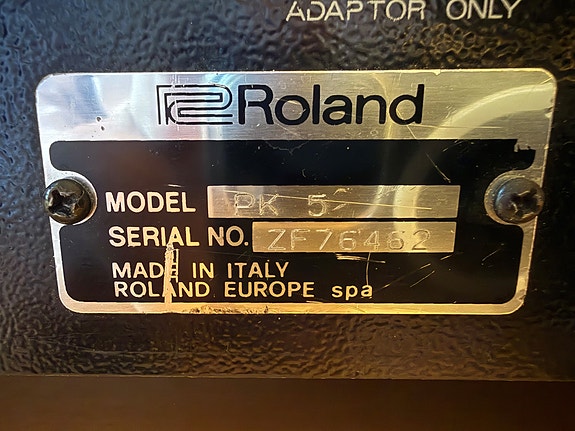 ADAPTOR ONLY
Roland
MODEL PK 5
SERIAL NO. ZF76462
MADE IN ITALY
ROLAND EUROPE spa